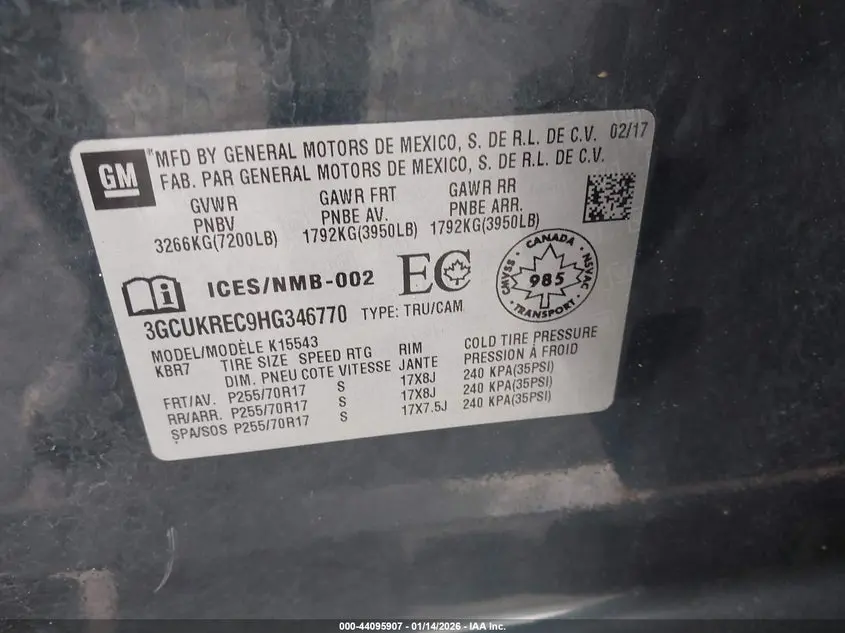 GM
MFD BY GENERAL MOTORS DE MEXICO, S. DE R.L. DE C.V. 02/17
FAB. PAR GENERAL MOTORS DE MEXICO, S. DE R.L. DE C.V.
GVWR GAWR FRT GAWR RR
PNBV PNBE AV. PNBE ARR.
3266KG(7200LB) 1792KG(3950LB) 1792KG(3950LB)
ICES/NMB-002 EC
CANADA
CMVSS 985 NSVAC
TRANSPORT
3GCUKREC9HG346770 TYPE: TRU/CAM
MODEL/MODÈLE K15543
KBR7 TIRE SIZE SPEED RTG RIM COLD TIRE PRESSURE
DIM. PNEU COTE VITESSE JANTE PRESSION À FROID
FRT/AV. P255/70R17 S 17X8J 240 KPA(35PSI)
RR/ARR. P255/70R17 S 17X8J 240 KPA(35PSI)
SPA/SOS P255/70R17 S 17X7.5J 240 KPA(35PSI)
000-44095907 - 01/14/2026 - IAA Inc.